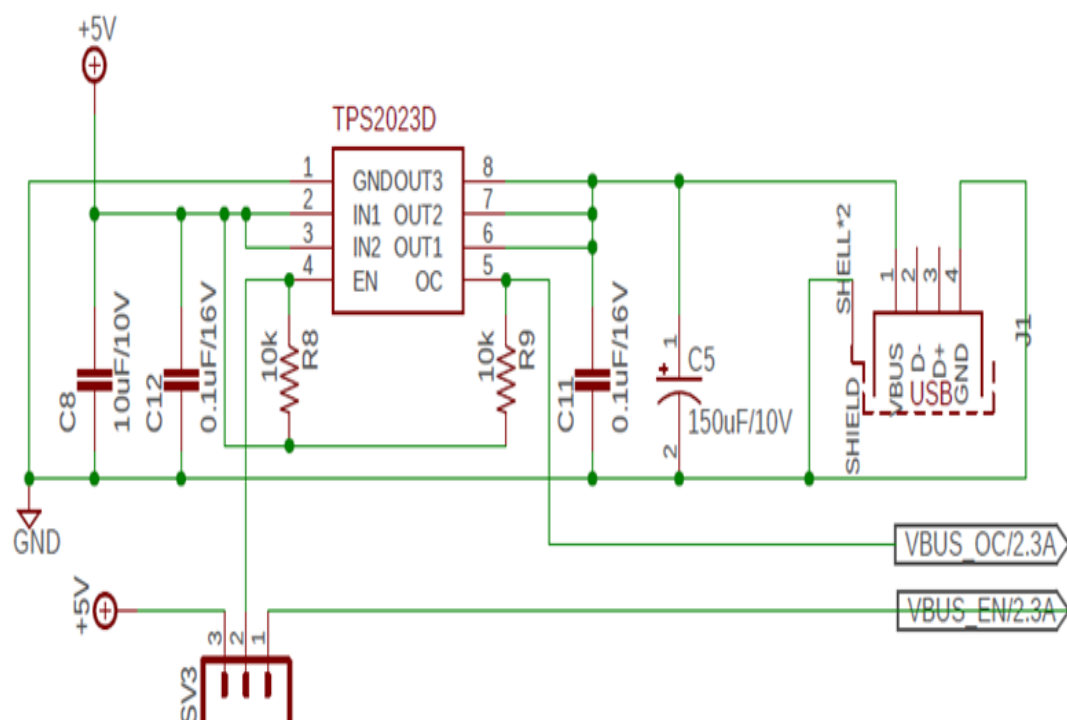 +5V
TPS2023D
1 GND OUT3 8
2 IN1 OUT2 7
3 IN2 OUT1 6
4 EN OC 5
C8
10uF/10V
C12
0.1uF/16V
10k
R8
10k
R9
C11
0.1uF/16V
1
+
C5
150uF/10V
2
SHELL*2
SHIELD
1
2
3
4
VBUS
D-
D+
GND
USB
J1
GND
VBUS_OC/2.3A
+5V
VBUS_EN/2.3A
3
2
1
SV3